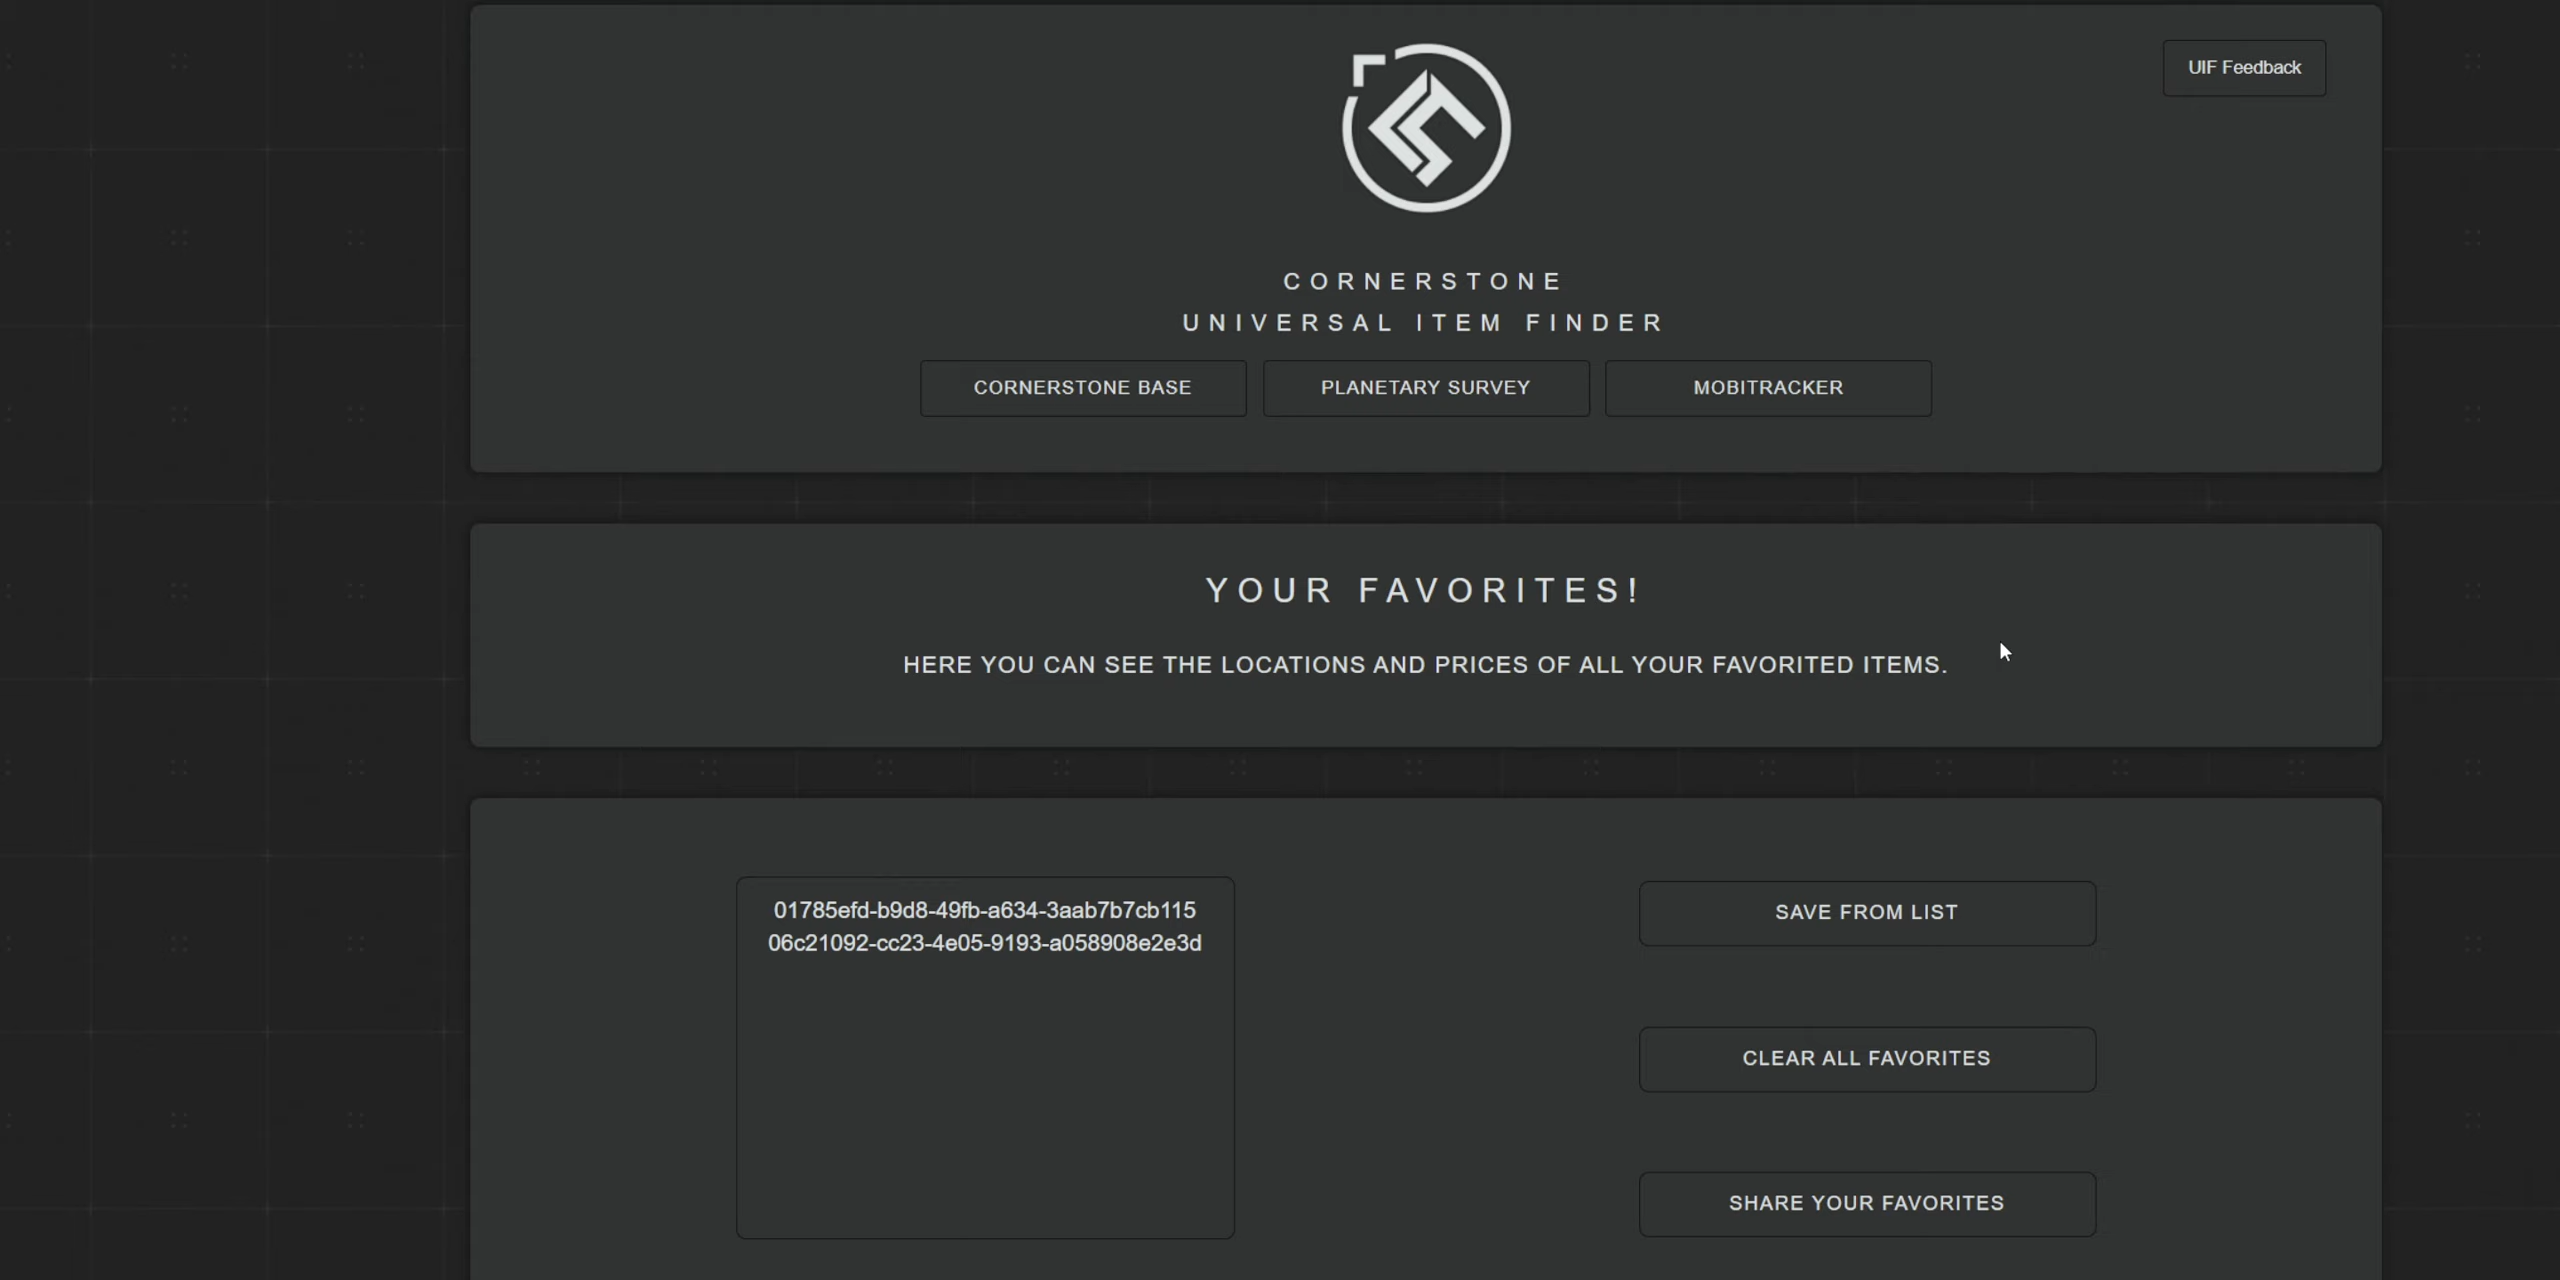 UIF Feedback
CORNERSTONE
UNIVERSAL ITEM FINDER
CORNERSTONE BASE
PLANETARY SURVEY
MOBITRACKER
YOUR FAVORITES!
HERE YOU CAN SEE THE LOCATIONS AND PRICES OF ALL YOUR FAVORITED ITEMS.
01785efd-b9d8-49fb-a634-3aab7b7cb115
06c21092-cc23-4e05-9193-a058908e2e3d
SAVE FROM LIST
CLEAR ALL FAVORITES
SHARE YOUR FAVORITES